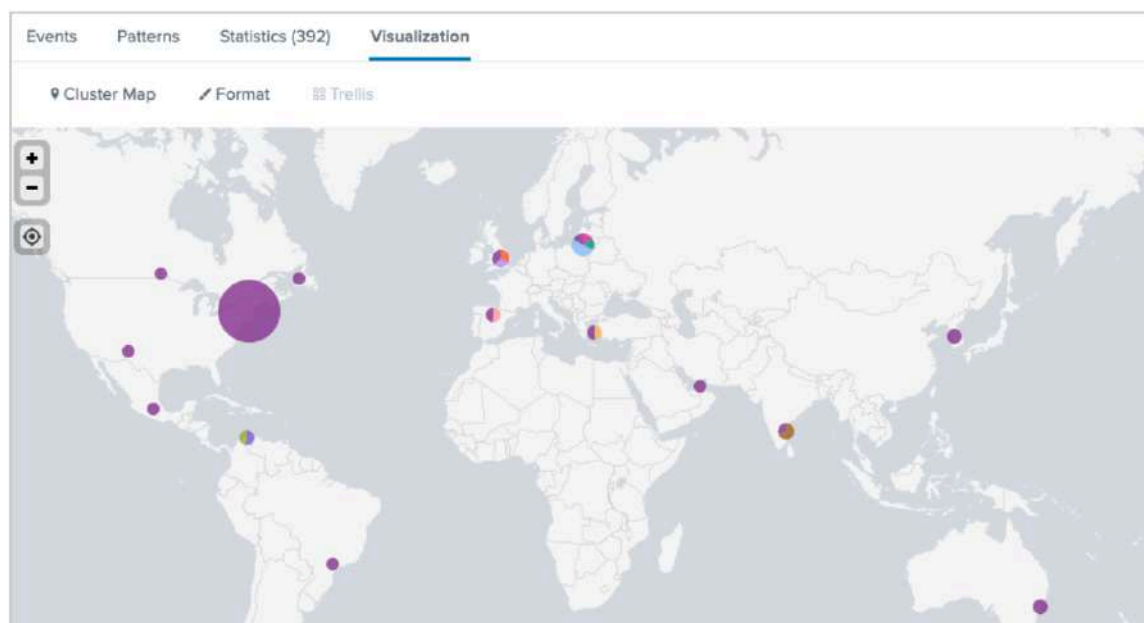 Events Patterns Statistics (392) Visualization
Cluster Map Format Trellis
+
−